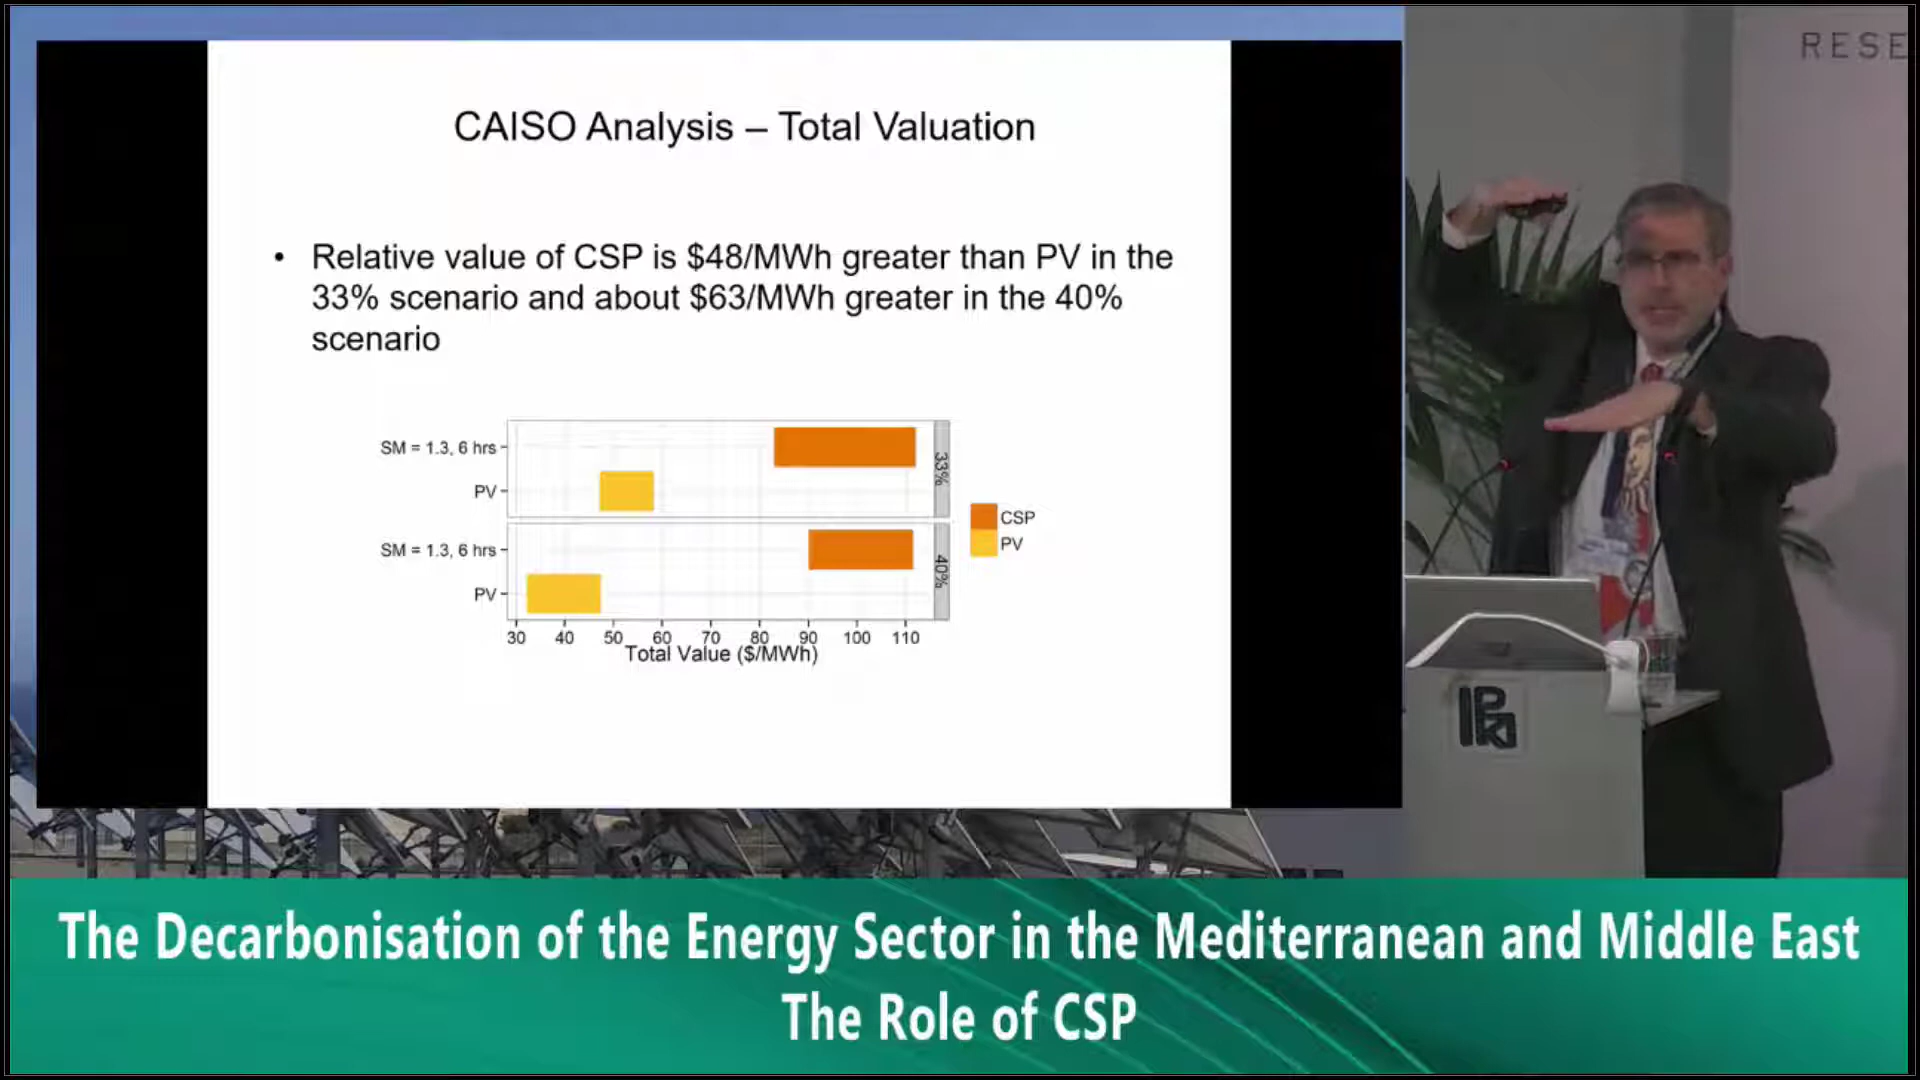 RESE
CAISO Analysis – Total Valuation
• Relative value of CSP is $48/MWh greater than PV in the
33% scenario and about $63/MWh greater in the 40%
scenario
SM = 1.3, 6 hrs
PV
33%
SM = 1.3, 6 hrs
PV
40%
CSP
PV
30 40 50 60 70 80 90 100 110
Total Value ($/MWh)
The Decarbonisation of the Energy Sector in the Mediterranean and Middle East
The Role of CSP